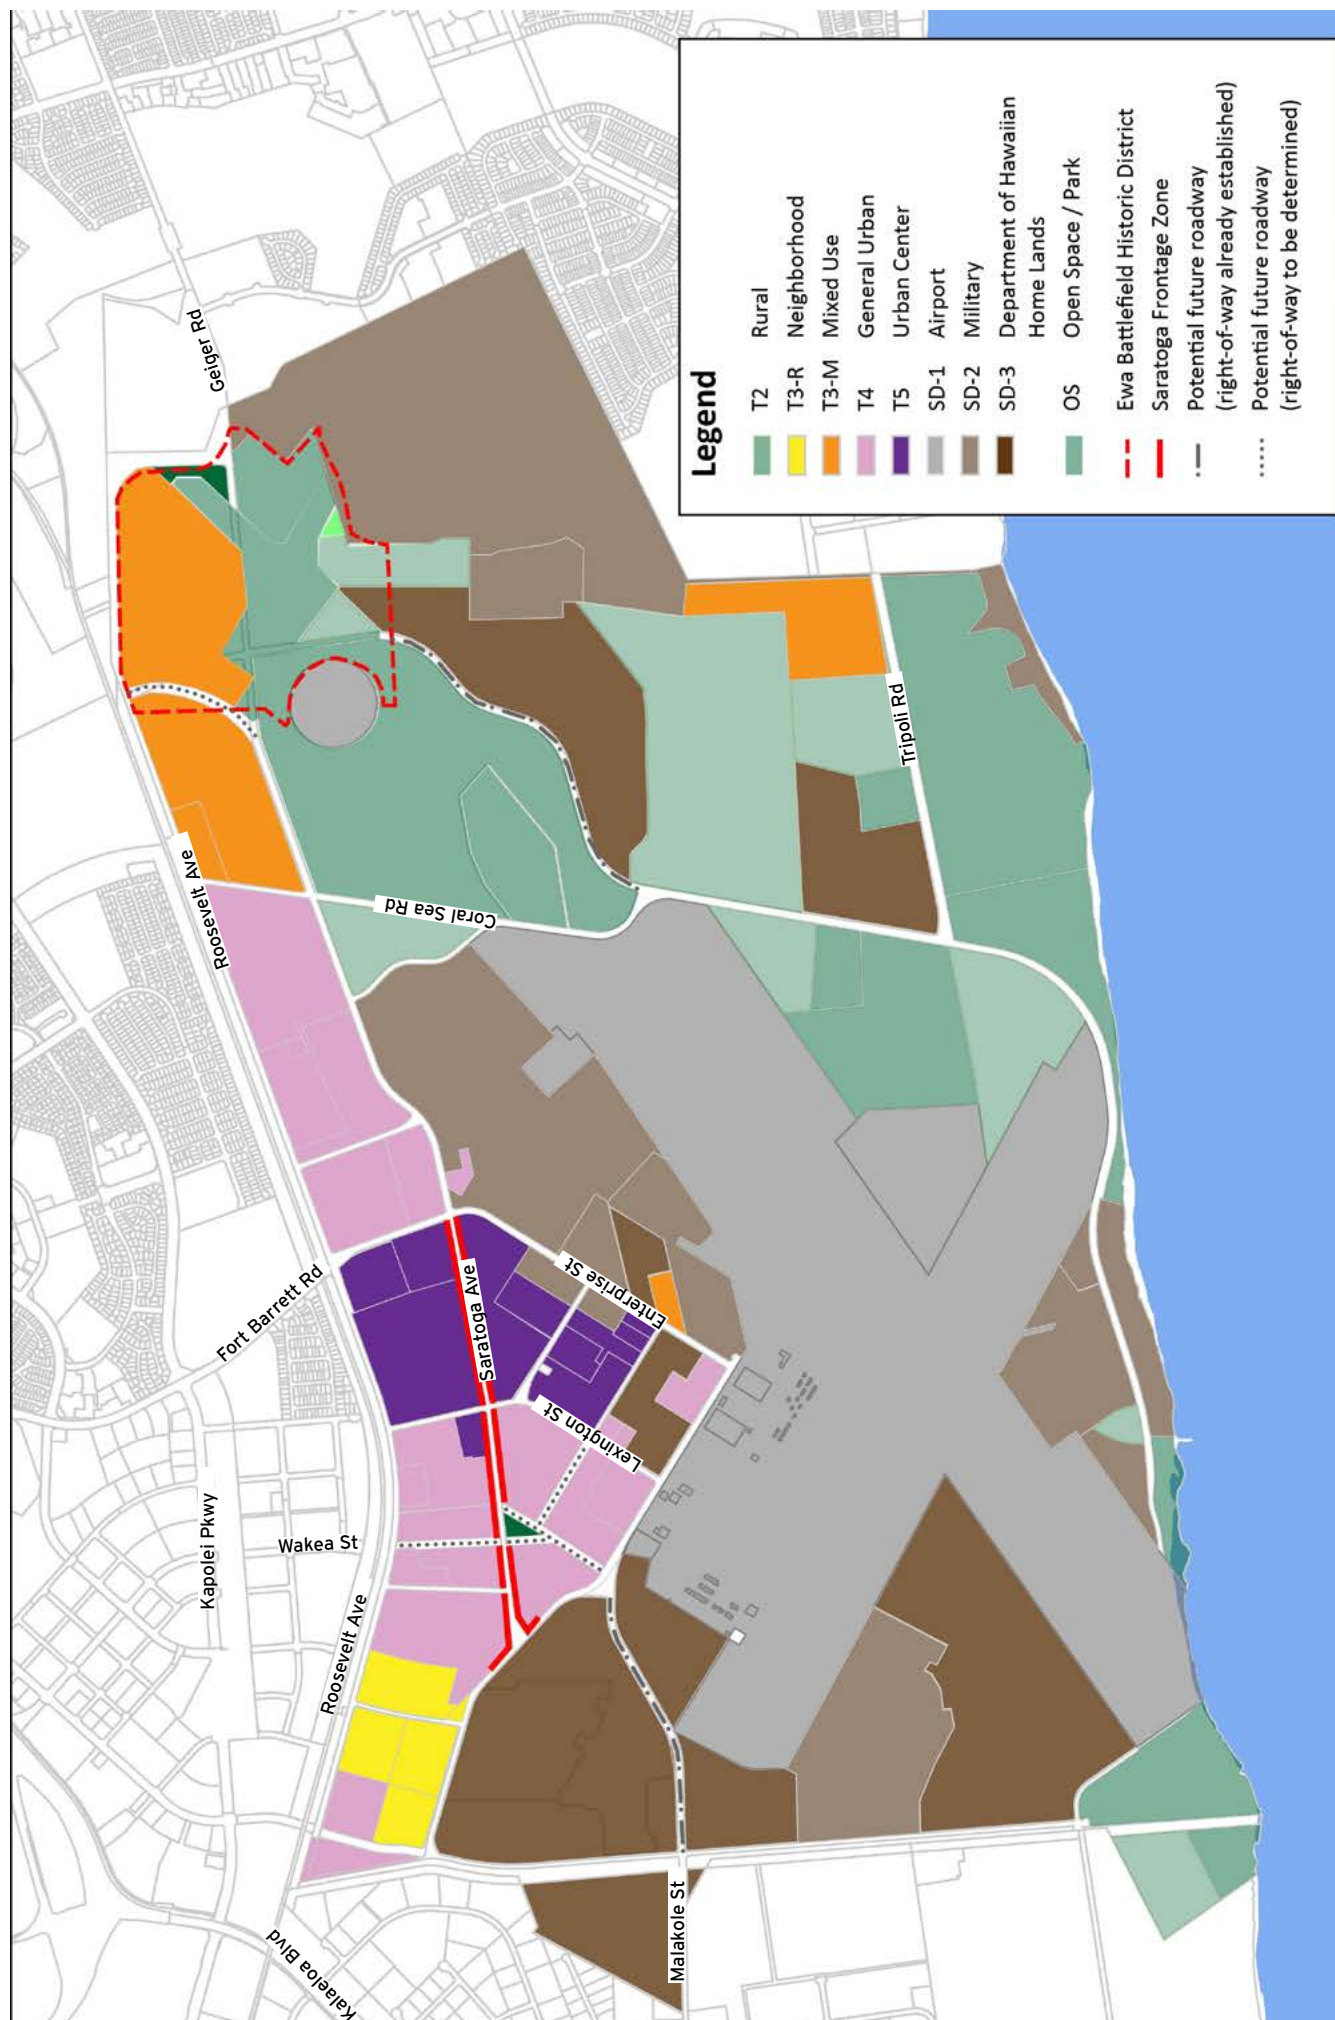 Legend
T2 Rural
T3-R Neighborhood
T3-M Mixed Use
T4 General Urban
T5 Urban Center
SD-1 Airport
SD-2 Military
SD-3 Department of Hawaiian
Home Lands
OS Open Space / Park
Ewa Battlefield Historic District
Saratoga Frontage Zone
Potential future roadway
(right-of-way already established)
Potential future roadway
(right-of-way to be determined)
Kalaeloa Blvd
Malakole St
Roosevelt Ave
Kapolei Pkwy
Wakea St
Fort Barrett Rd
Lexington St
Saratoga Ave
Enterprise St
Roosevelt Ave
Coral Sea Rd
Tripoli Rd
Geiger Rd